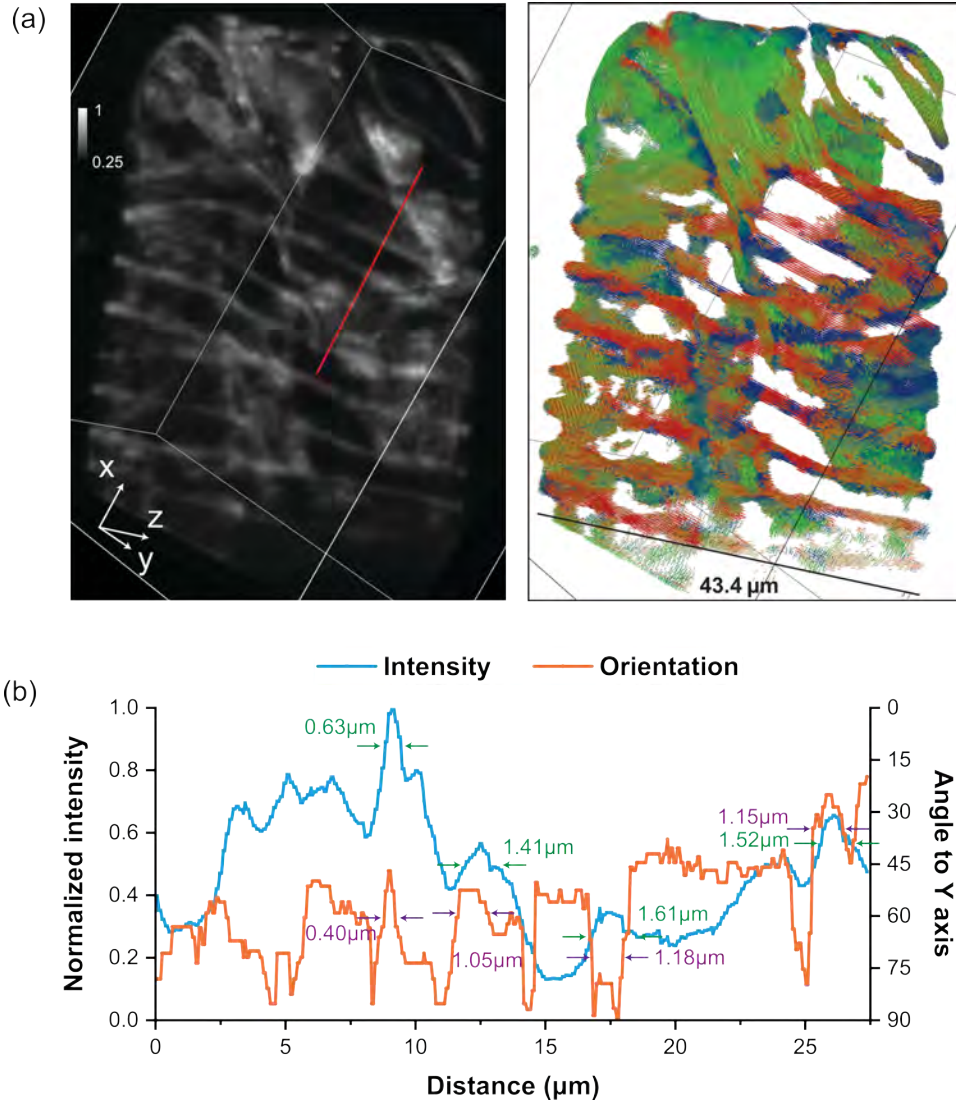 (a)
1
0.25
x
z
y
43.4 µm
Intensity
Orientation
(b)
Normalized intensity
1.0
0.8
0.6
0.4
0.2
0.0
0.63µm
1.41µm
0.40µm
1.05µm
1.61µm
1.18µm
1.15µm
1.52µm
0
15
30
45
60
75
90
Angle to Y axis
0
5
10
15
20
25
Distance (µm)